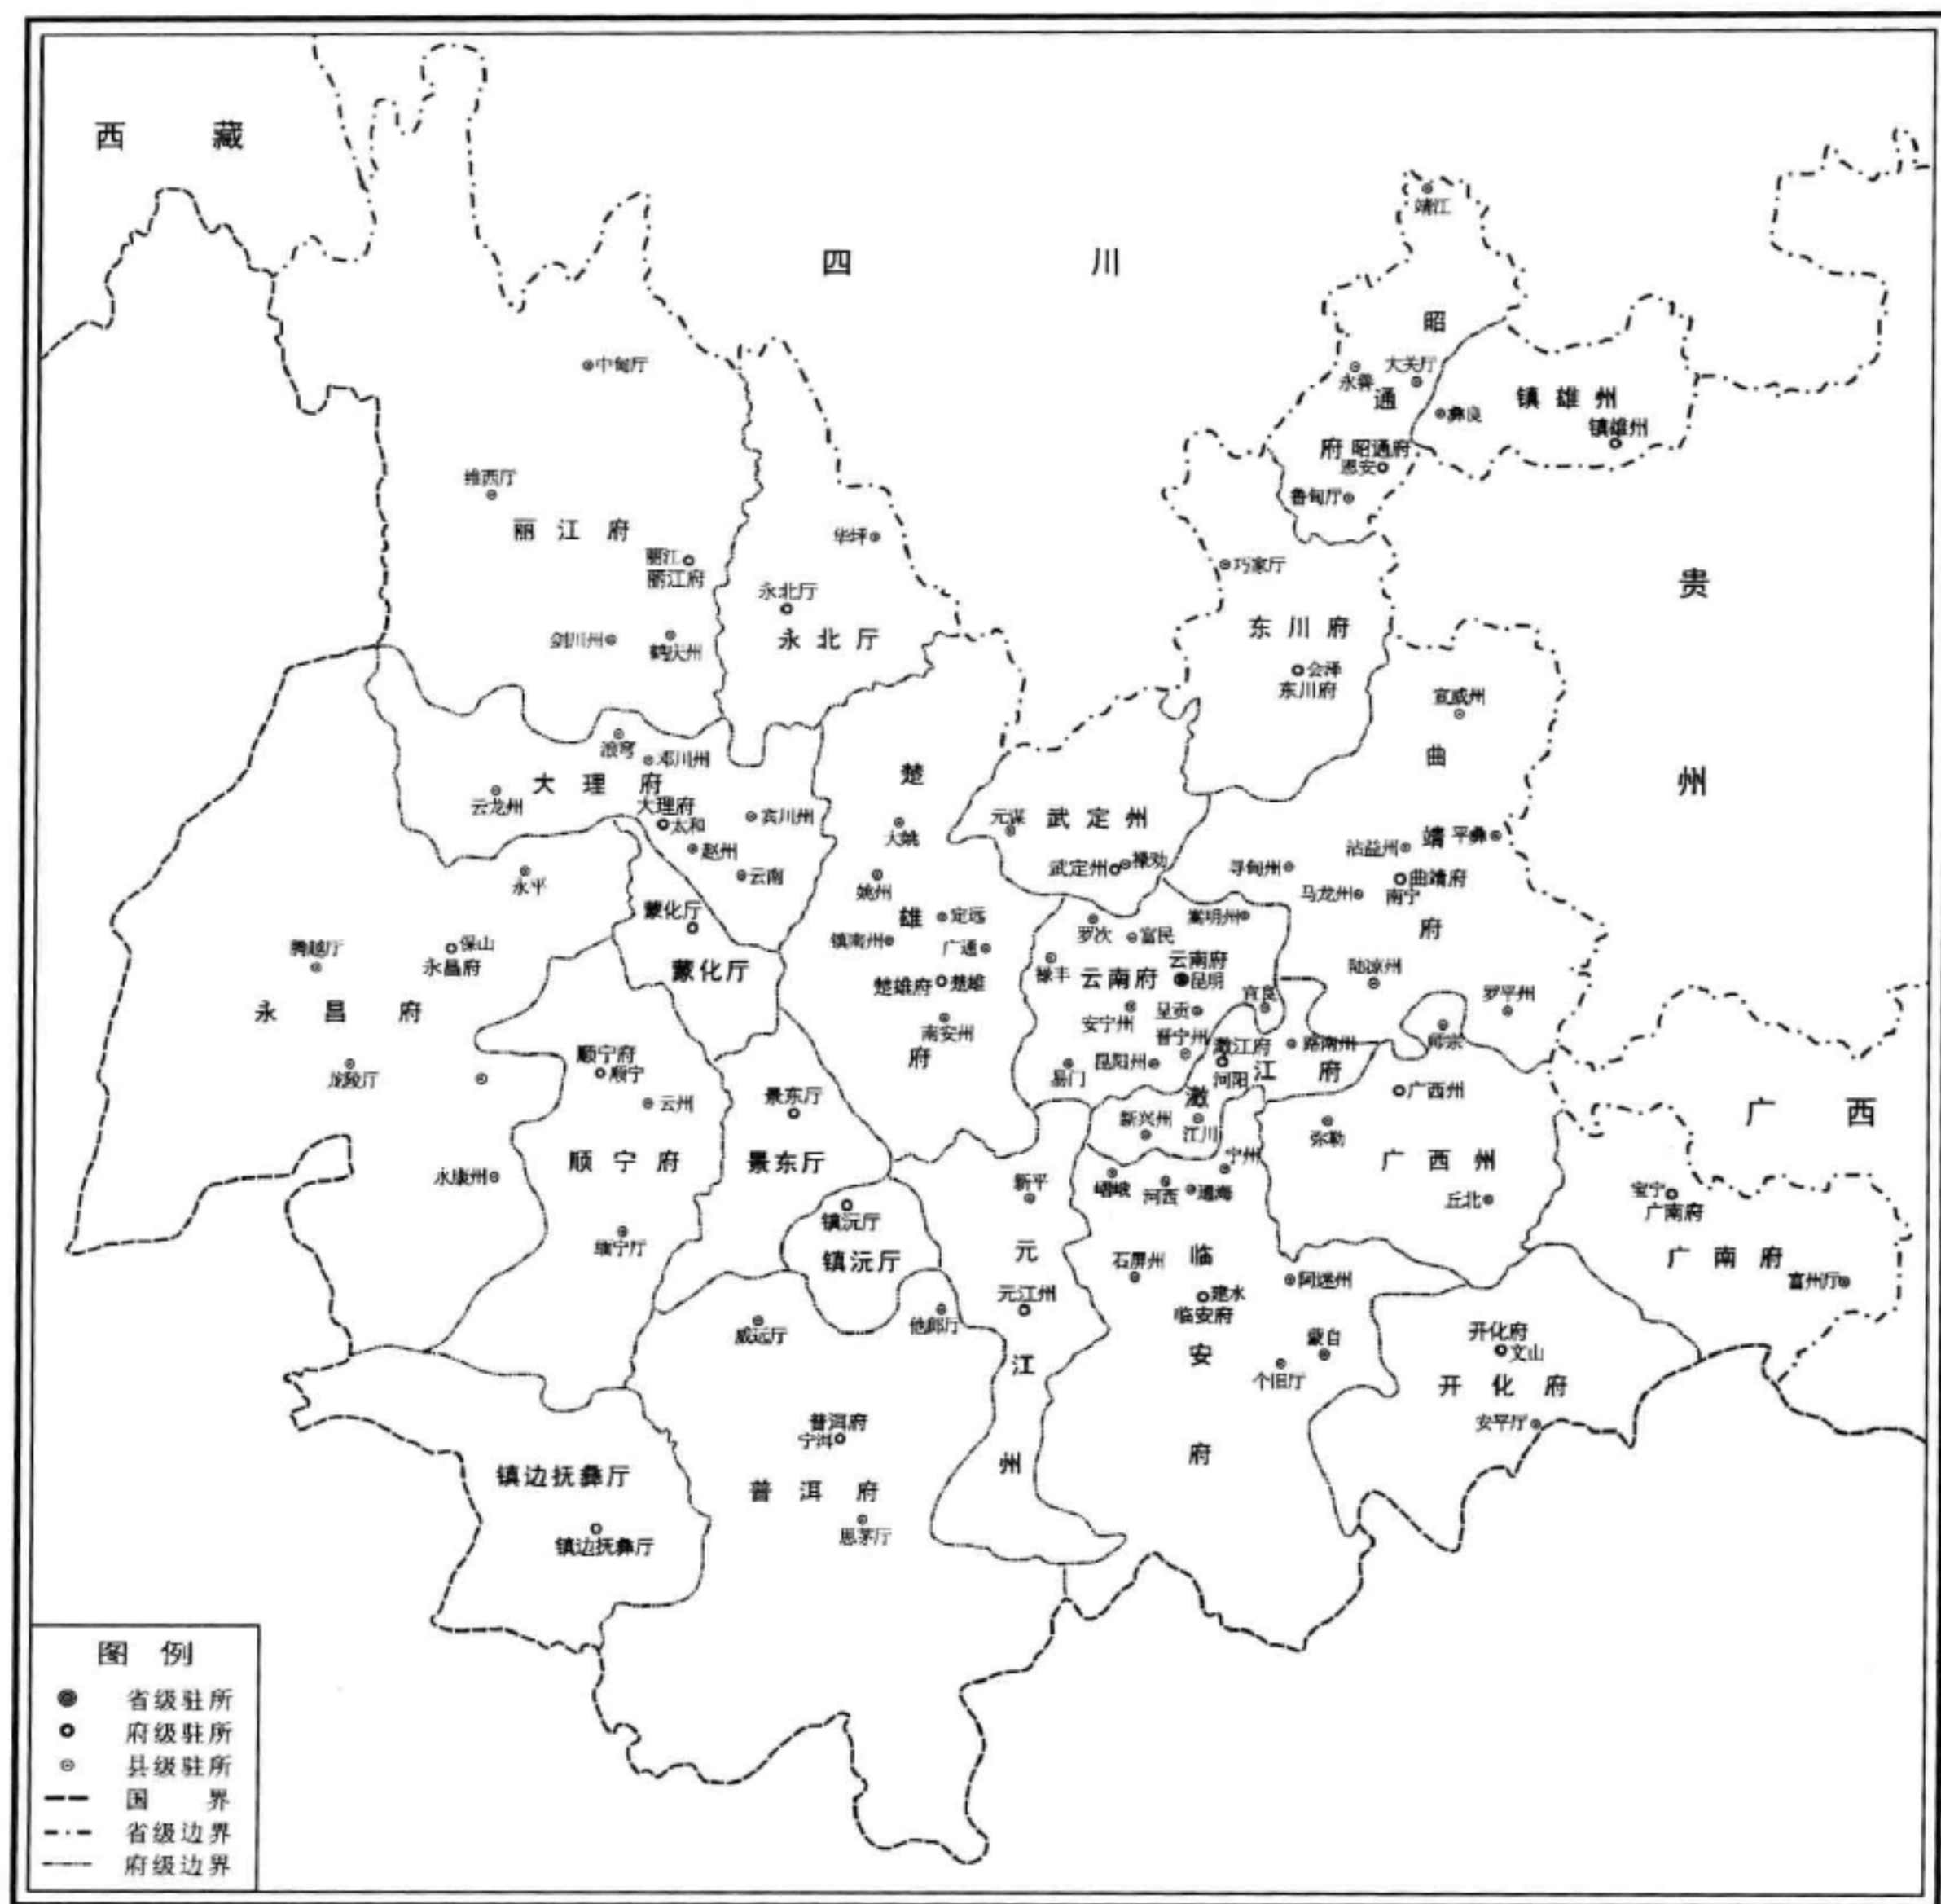 西 藏
四 川
靖江
昭
大关厅
永善
通
彝良
镇雄州
镇雄州
中甸厅
府
昭通府
恩安
鲁甸厅
维西厅
丽江府
丽江
丽江府
华坪
巧家厅
贵
永北厅
剑川州
鹤庆州
永北厅
东川府
会泽
东川府
宣威州
浪穹
邓川州
大理府
云龙州
大理府
太和
宾川州
赵州
云南
楚
大姚
姚州
元谋
武定州
武定州
禄劝
曲
州
靖
平彝
沾益州
寻甸州
曲靖府
马龙州
南宁
永平
蒙化厅
雄
定远
镇南州
广通
罗次
富民
嵩明州
府
腾越厅
保山
永昌府
蒙化厅
禄丰
云南府
云南府
昆明
陆凉州
楚雄府
楚雄
永昌府
宜良
罗平州
南安州
安宁州
呈贡
师宗
顺宁府
顺宁
府
晋宁州
澂江府
路南州
龙陵厅
易门
昆阳州
河阳
江府
广西州
云州
景东厅
澂
新兴州
江川
弥勒
广西
顺宁府
景东厅
宁州
广西州
永康州
新平
嶍峨
河西
通海
丘北
宝宁
广南府
镇沅厅
缅宁厅
镇沅厅
元
石屏州
临
阿迷州
广南府
富州厅
建水
临安府
元江州
威远厅
他郎厅
蒙自
开化府
文山
江
安
个旧厅
开化府
普洱府
宁洱
安平厅
府
州
镇边抚彝厅
普洱府
镇边抚彝厅
思茅厅
图例
省级驻所
府级驻所
县级驻所
国界
省级边界
府级边界